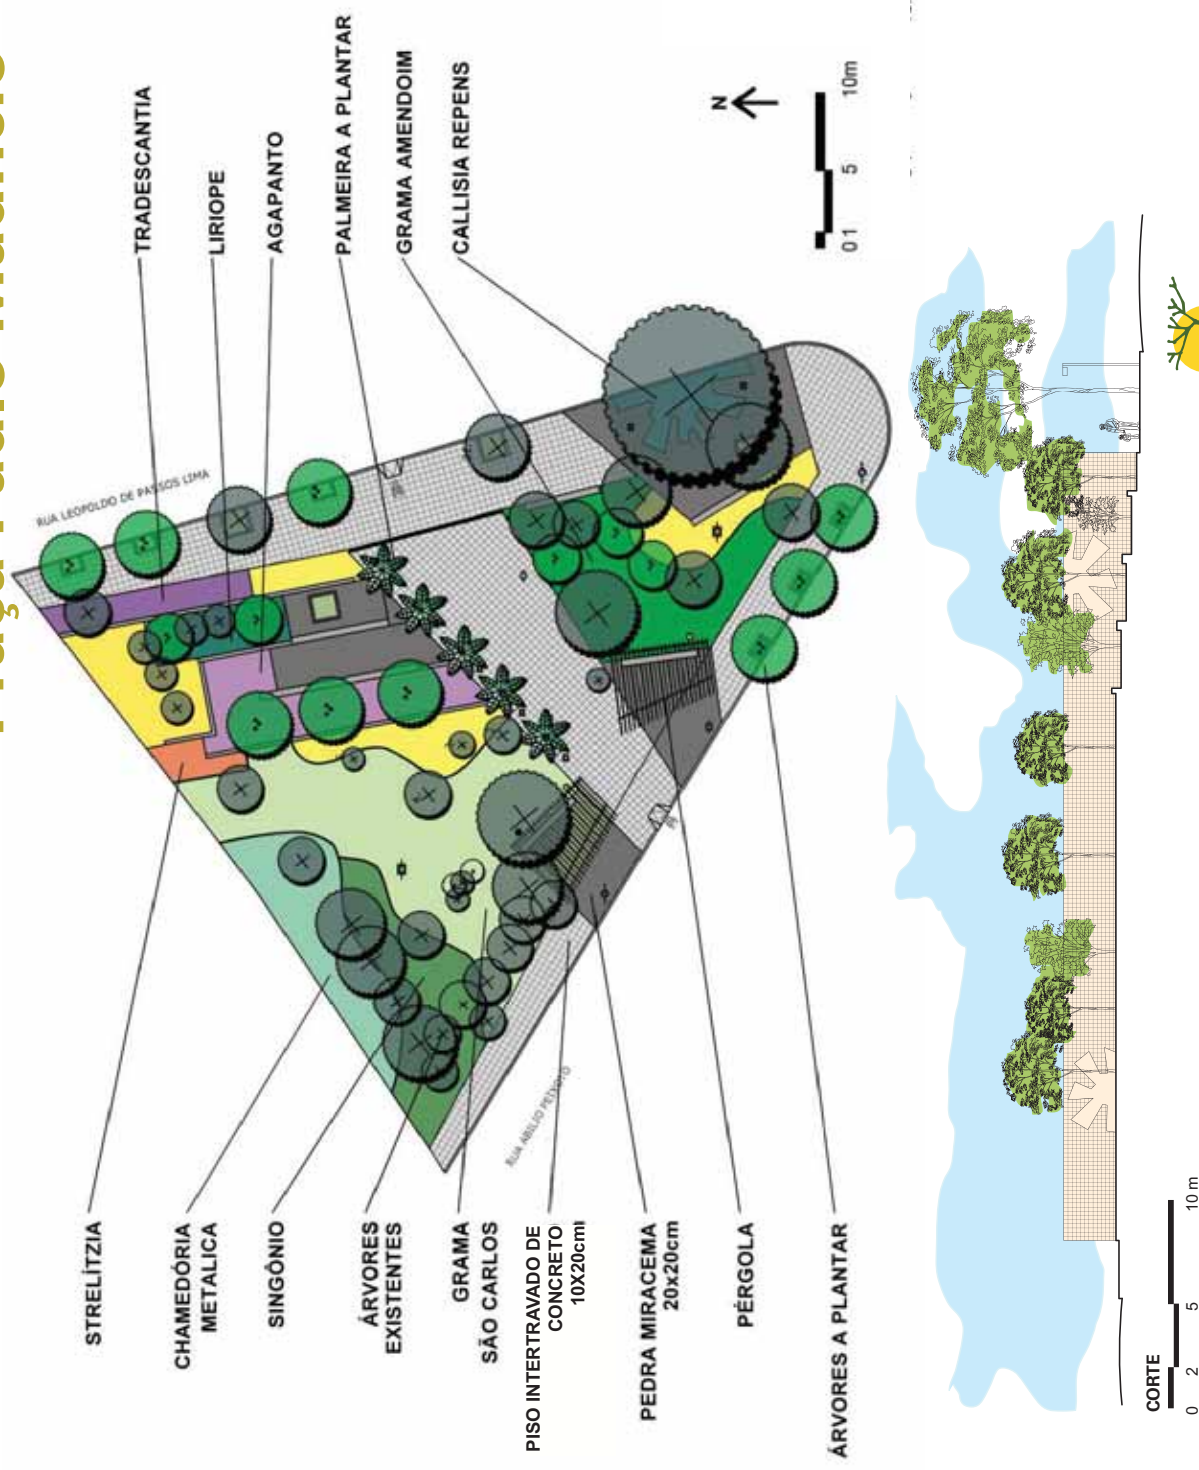 TRADESCANTIA
LIRIOPE
AGAPANTO
PALMEIRA A PLANTAR
GRAMA AMENDOIM
CALLISIA REPENS
N
0 1 5 10m
RUA LEOPOLDO DE PASSOS LIMA
RUA ABILIO PEIXOTO
STRELÍTZIA
CHAMEDÓRIA
METALICA
SINGÔNIO
ÁRVORES
EXISTENTES
GRAMA
SÃO CARLOS
PISO INTERTRAVADO DE
CONCRETO
10X20cm
PEDRA MIRACEMA
20x20cm
PÉRGOLA
ÁRVORES A PLANTAR
CORTE
0 2 5 10 m